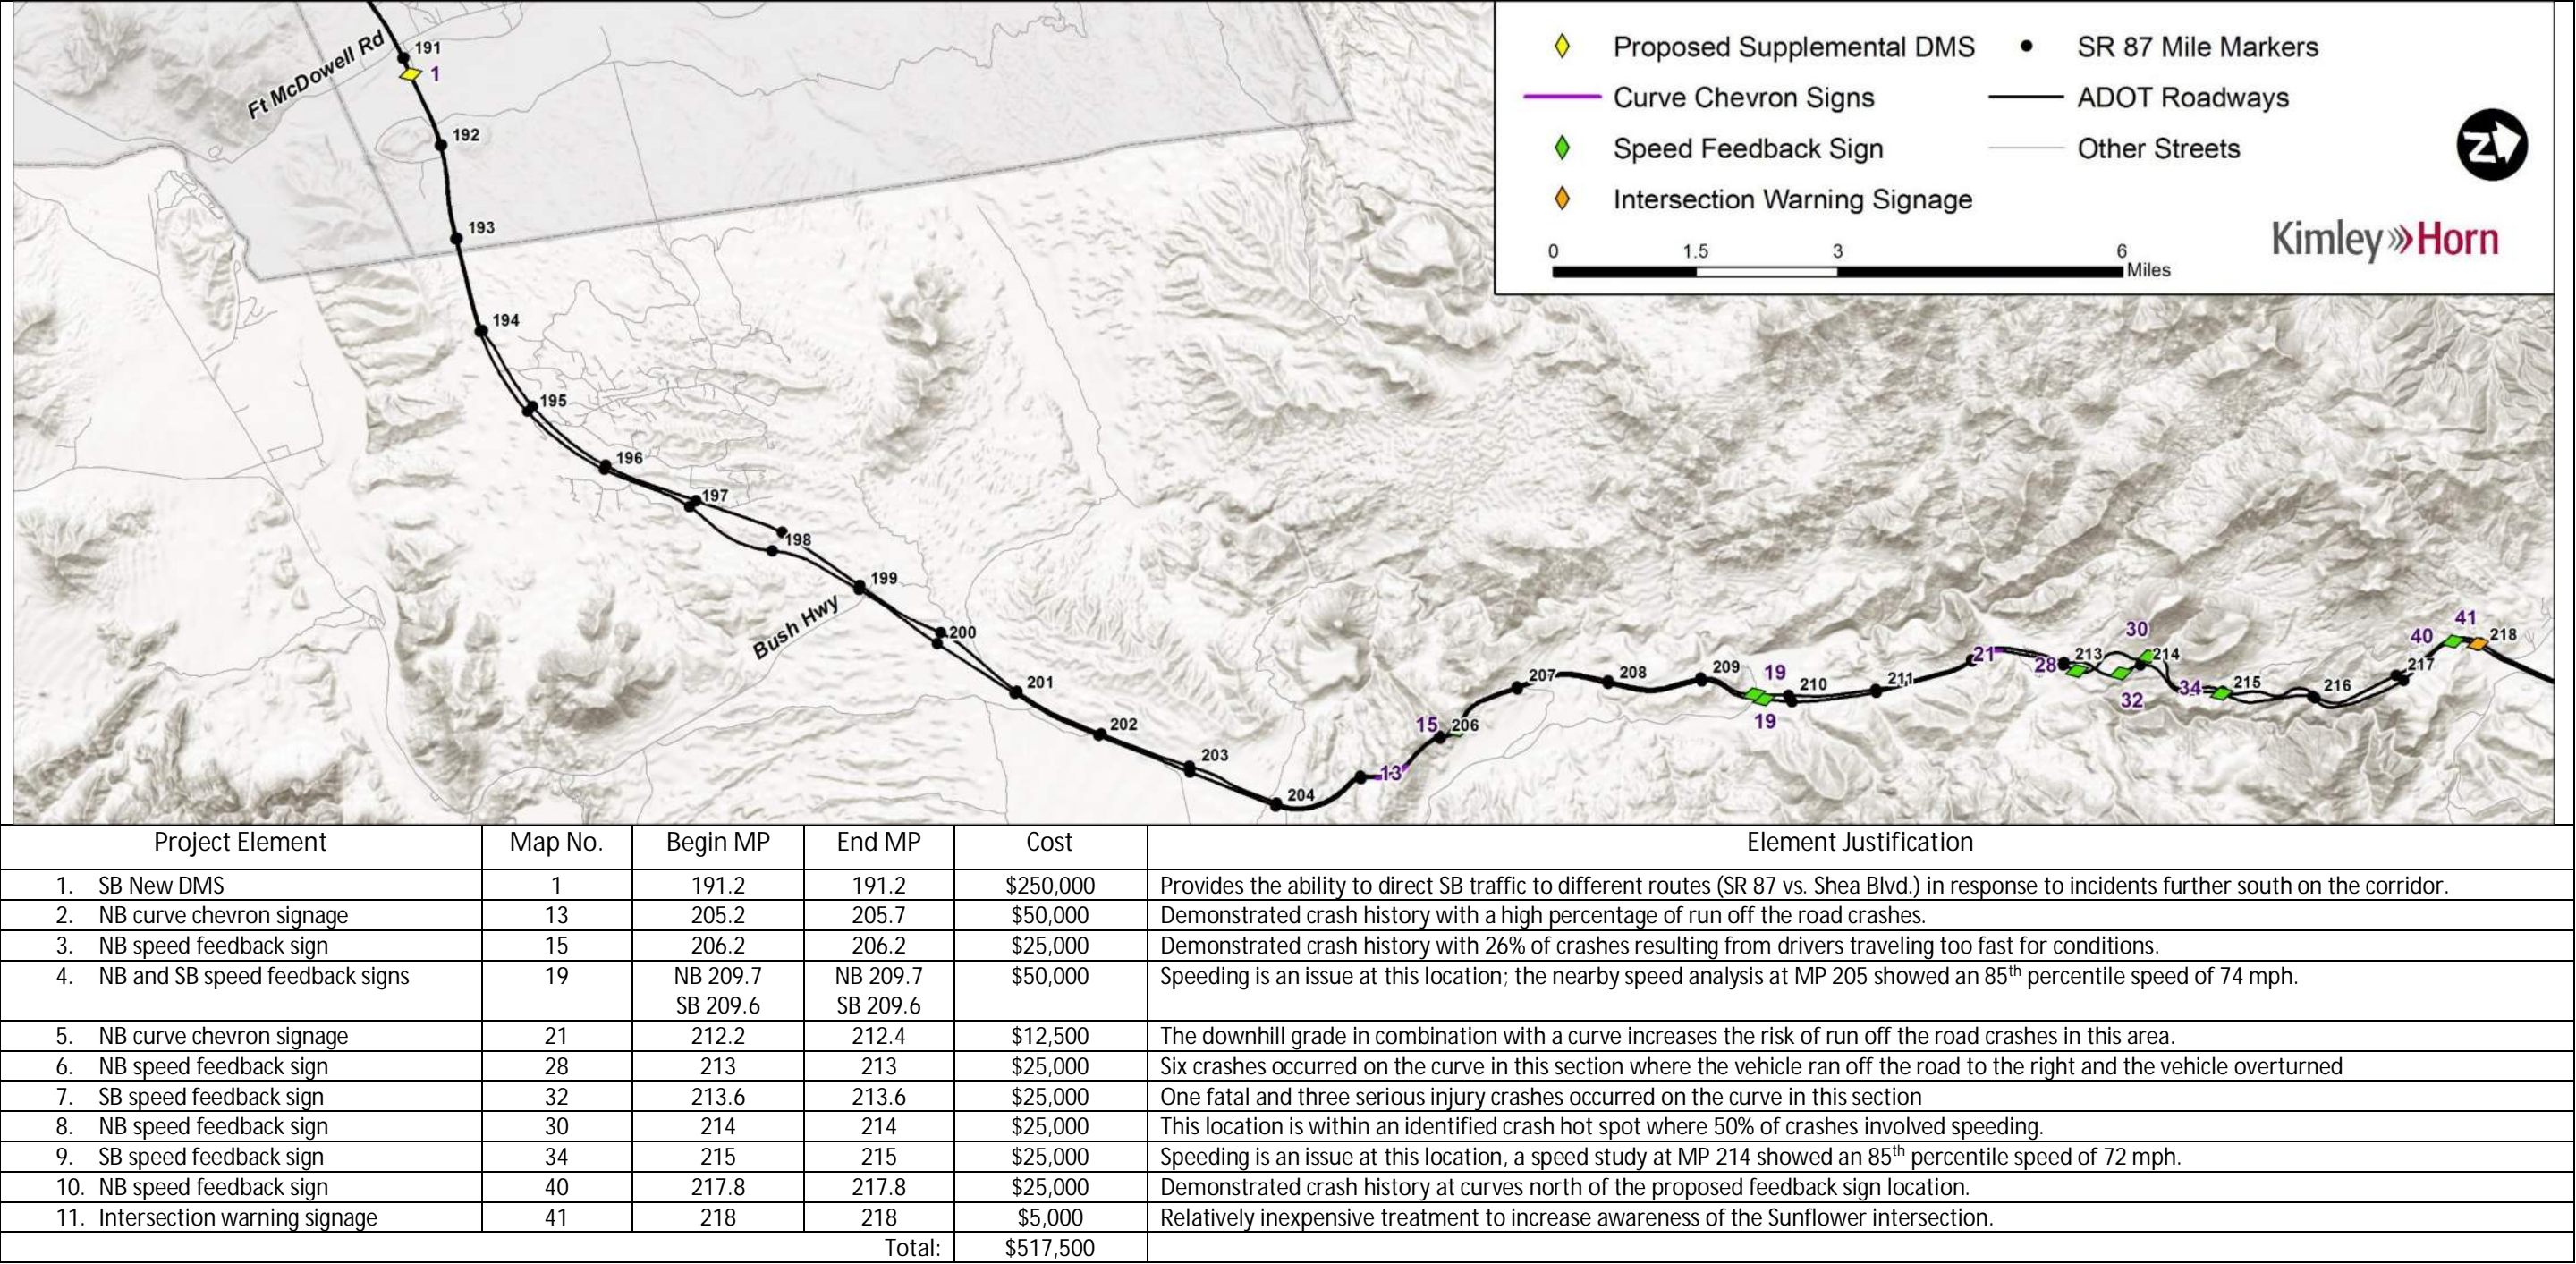 Ft McDowell Rd
191
1
192
193
194
195
196
197
198
199
Bush Hwy
200
201
202
203
204
13
15
206
207
208
209
19
19
210
211
21
28
213
30
214
32
34
215
216
217
40
41
218
Proposed Supplemental DMS
SR 87 Mile Markers
Curve Chevron Signs
ADOT Roadways
Speed Feedback Sign
Other Streets
Intersection Warning Signage
Z
Kimley»Horn
0 1.5 3 6
Miles
Project Element Map No. Begin MP End MP Cost Element Justification
1. SB New DMS 1 191.2 191.2 $250,000 Provides the ability to direct SB traffic to different routes (SR 87 vs. Shea Blvd.) in response to incidents further south on the corridor.
2. NB curve chevron signage 13 205.2 205.7 $50,000 Demonstrated crash history with a high percentage of run off the road crashes.
3. NB speed feedback sign 15 206.2 206.2 $25,000 Demonstrated crash history with 26% of crashes resulting from drivers traveling too fast for conditions.
4. NB and SB speed feedback signs 19 NB 209.7 NB 209.7 $50,000 Speeding is an issue at this location; the nearby speed analysis at MP 205 showed an 85th percentile speed of 74 mph.
SB 209.6 SB 209.6
5. NB curve chevron signage 21 212.2 212.4 $12,500 The downhill grade in combination with a curve increases the risk of run off the road crashes in this area.
6. NB speed feedback sign 28 213 213 $25,000 Six crashes occurred on the curve in this section where the vehicle ran off the road to the right and the vehicle overturned
7. SB speed feedback sign 32 213.6 213.6 $25,000 One fatal and three serious injury crashes occurred on the curve in this section
8. NB speed feedback sign 30 214 214 $25,000 This location is within an identified crash hot spot where 50% of crashes involved speeding.
9. SB speed feedback sign 34 215 215 $25,000 Speeding is an issue at this location, a speed study at MP 214 showed an 85th percentile speed of 72 mph.
10. NB speed feedback sign 40 217.8 217.8 $25,000 Demonstrated crash history at curves north of the proposed feedback sign location.
11. Intersection warning signage 41 218 218 $5,000 Relatively inexpensive treatment to increase awareness of the Sunflower intersection.
Total: $517,500